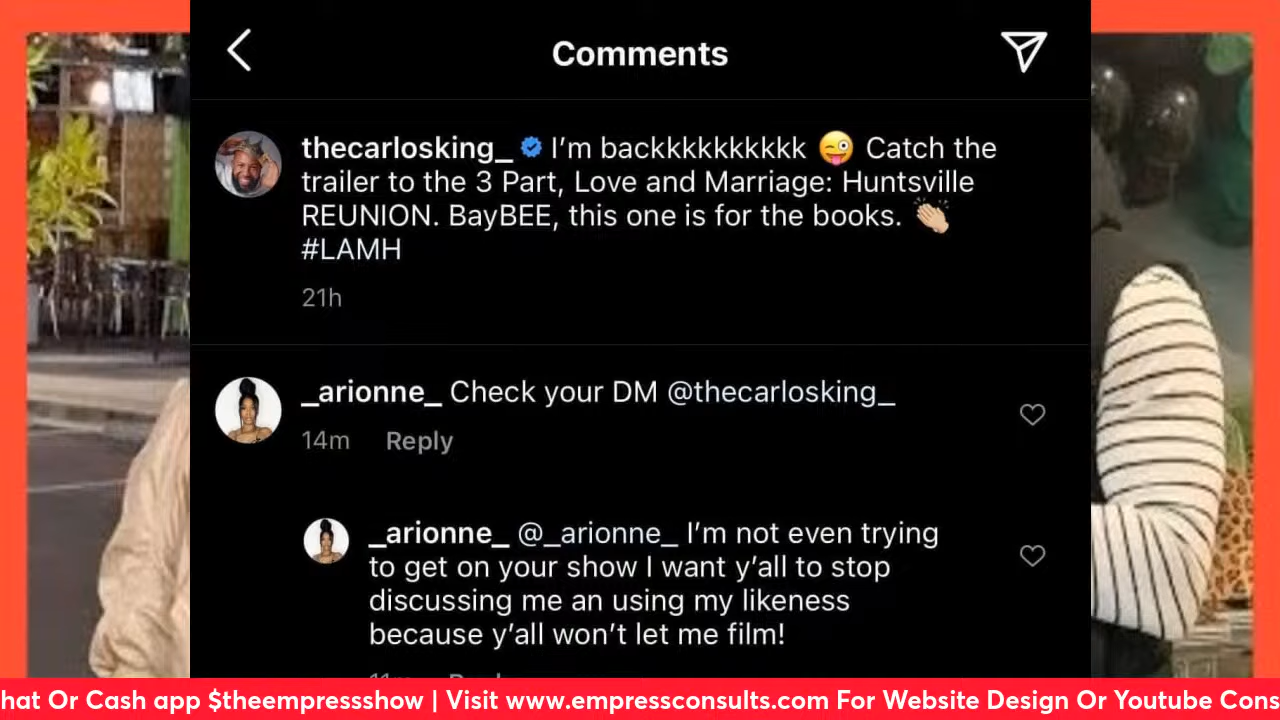 Comments
thecarlosking_ I'm backkkkkkkkkk 😜 Catch the
trailer to the 3 Part, Love and Marriage: Huntsville
REUNION. BayBEE, this one is for the books. 👏🏼
#LAMH
21h
_arionne_ Check your DM @thecarlosking_
14m Reply
_arionne_ @_arionne_ I'm not even trying
to get on your show I want y'all to stop
discussing me an using my likeness
because y'all won't let me film!
hat Or Cash app $theempressshow | Visit www.empressconsults.com For Website Design Or Youtube Cons